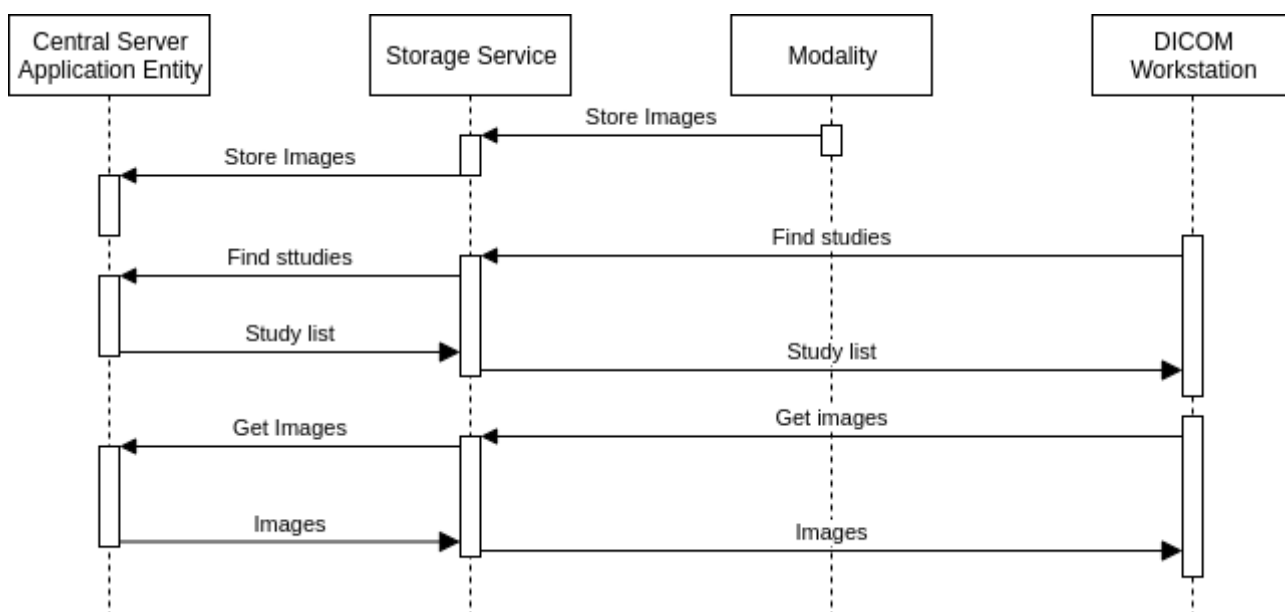 Central Server
Application Entity
Storage Service
Modality
DICOM
Workstation
Store Images
Store Images
Find studies
Find sttudies
Study list
Study list
Get images
Get Images
Images
Images